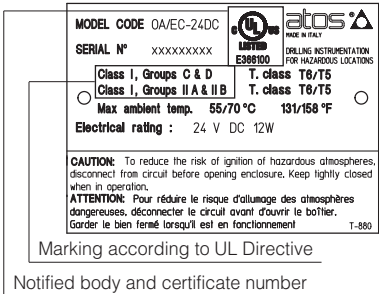 MODEL CODE OA/EC-24DC
SERIAL N° xxxxxxxxx
c UL US
LISTED
E366100
atos
MADE IN ITALY
DRILLING INSTRUMENTATION
FOR HAZARDOUS LOCATIONS
Class I, Groups C & D T. class T6/T5
Class I, Groups II A & II B T. class T6/T5
Max ambient temp. 55/70 °C 131/158 °F
Electrical rating : 24 V DC 12W
CAUTION: To reduce the risk of ignition of hazardous atmospheres,
disconnect from circuit before opening enclosure. Keep tightly closed
when in operation.
ATTENTION: Pour réduire le risque d'allumage des atmosphères
dangereuses, déconnecter le circuit avant d'ouvrir le boîtier.
Garder le bien fermé lorsqu'il est en fonctionnement T-880
Marking according to UL Directive
Notified body and certificate number